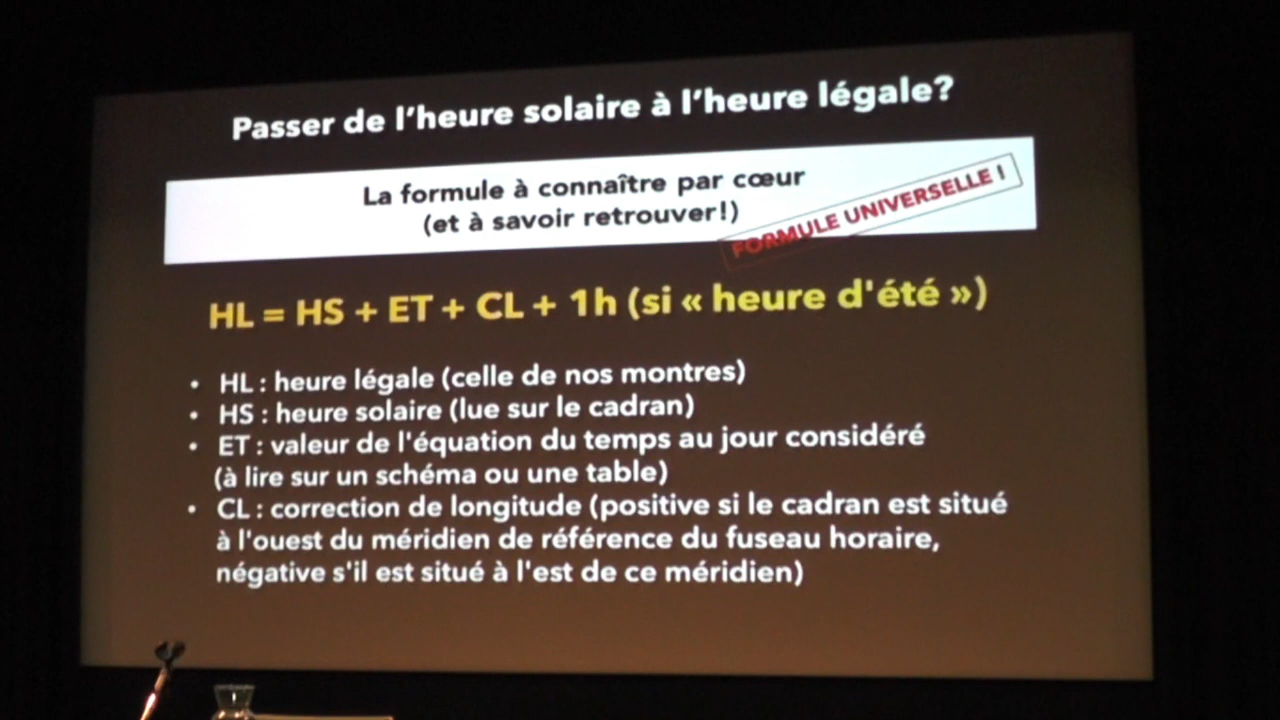 Passer de l'heure solaire à l'heure légale?
La formule à connaître par cœur
(et à savoir retrouver!)
FORMULE UNIVERSELLE !
HL = HS + ET + CL + 1h (si « heure d'été »)
• HL : heure légale (celle de nos montres)
• HS : heure solaire (lue sur le cadran)
• ET : valeur de l'équation du temps au jour considéré
(à lire sur un schéma ou une table)
• CL : correction de longitude (positive si le cadran est situé
à l'ouest du méridien de référence du fuseau horaire,
négative s'il est situé à l'est de ce méridien)